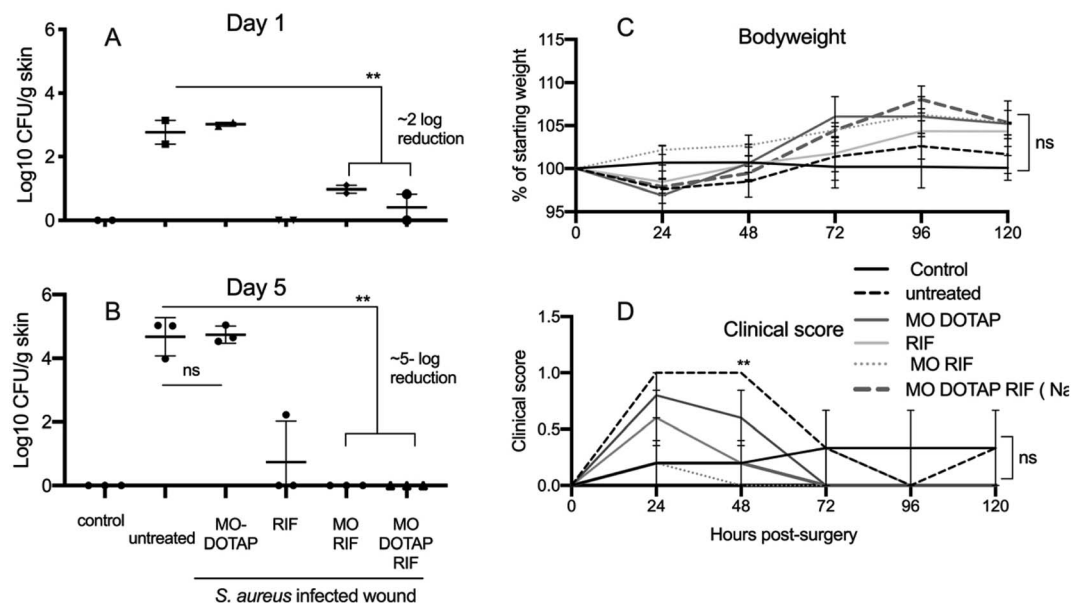 A
Day 1
Log10 CFU/g skin
6
4
2
0
**
~2 log
reduction
B
Day 5
Log10 CFU/g skin
6
4
2
0
**
ns
~5- log
reduction
control
untreated
MO-
DOTAP
RIF
MO
RIF
MO
DOTAP
RIF
S. aureus infected wound
C
Bodyweight
% of starting weight
115
110
105
100
95
0
24
48
72
96
120
ns
Control
untreated
MO DOTAP
RIF
MO RIF
MO DOTAP RIF ( Na
D
Clinical score
Clinical score
1.5
1.0
0.5
0.0
**
ns
0
24
48
72
96
120
Hours post-surgery